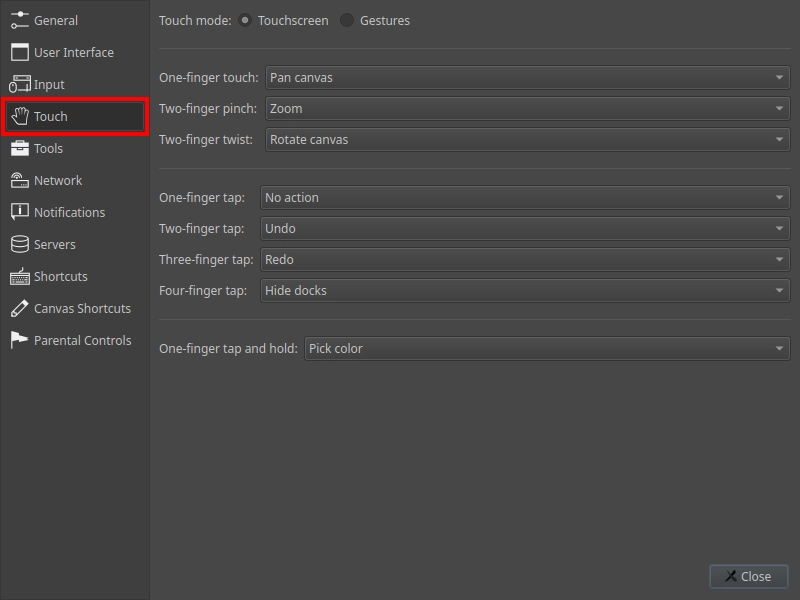 General
User Interface
Input
Touch
Tools
Network
Notifications
Servers
Shortcuts
Canvas Shortcuts
Parental Controls
Touch mode: Touchscreen Gestures
One-finger touch: Pan canvas
Two-finger pinch: Zoom
Two-finger twist: Rotate canvas
One-finger tap: No action
Two-finger tap: Undo
Three-finger tap: Redo
Four-finger tap: Hide docks
One-finger tap and hold: Pick color
Close